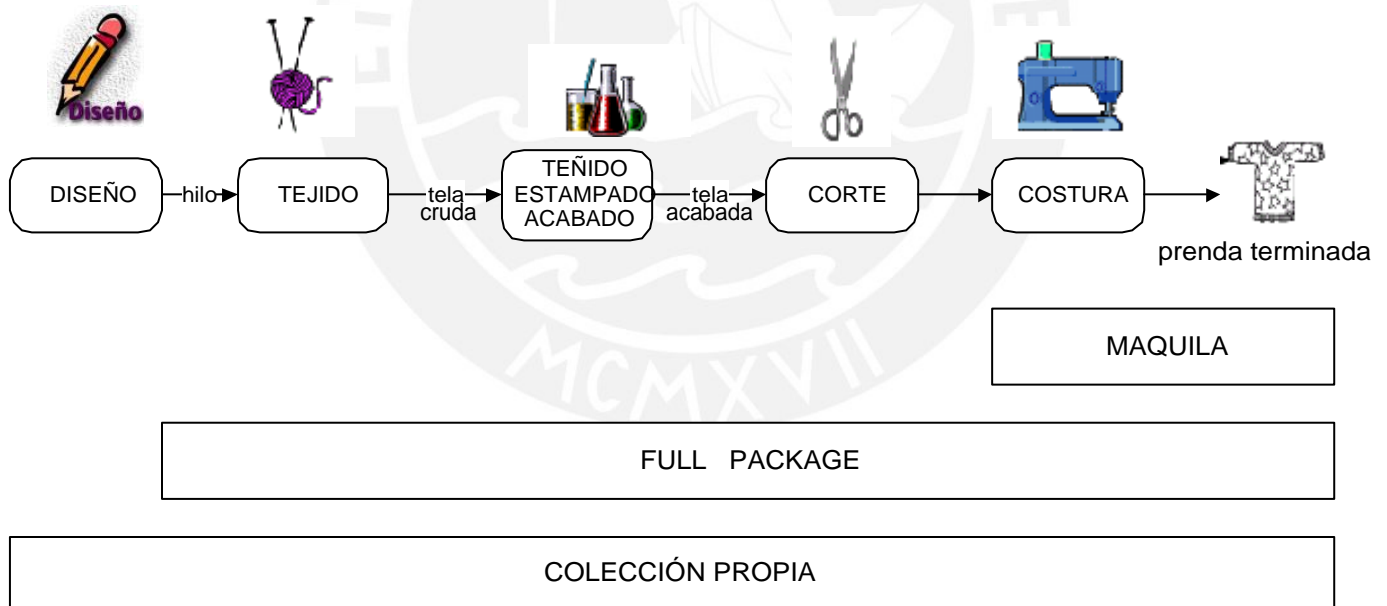 Diseño
DISEÑO
hilo
TEJIDO
tela
cruda
TEÑIDO
ESTAMPADO
ACABADO
tela
acabada
CORTE
COSTURA
prenda terminada
MAQUILA
FULL PACKAGE
COLECCIÓN PROPIA
MCMXVII